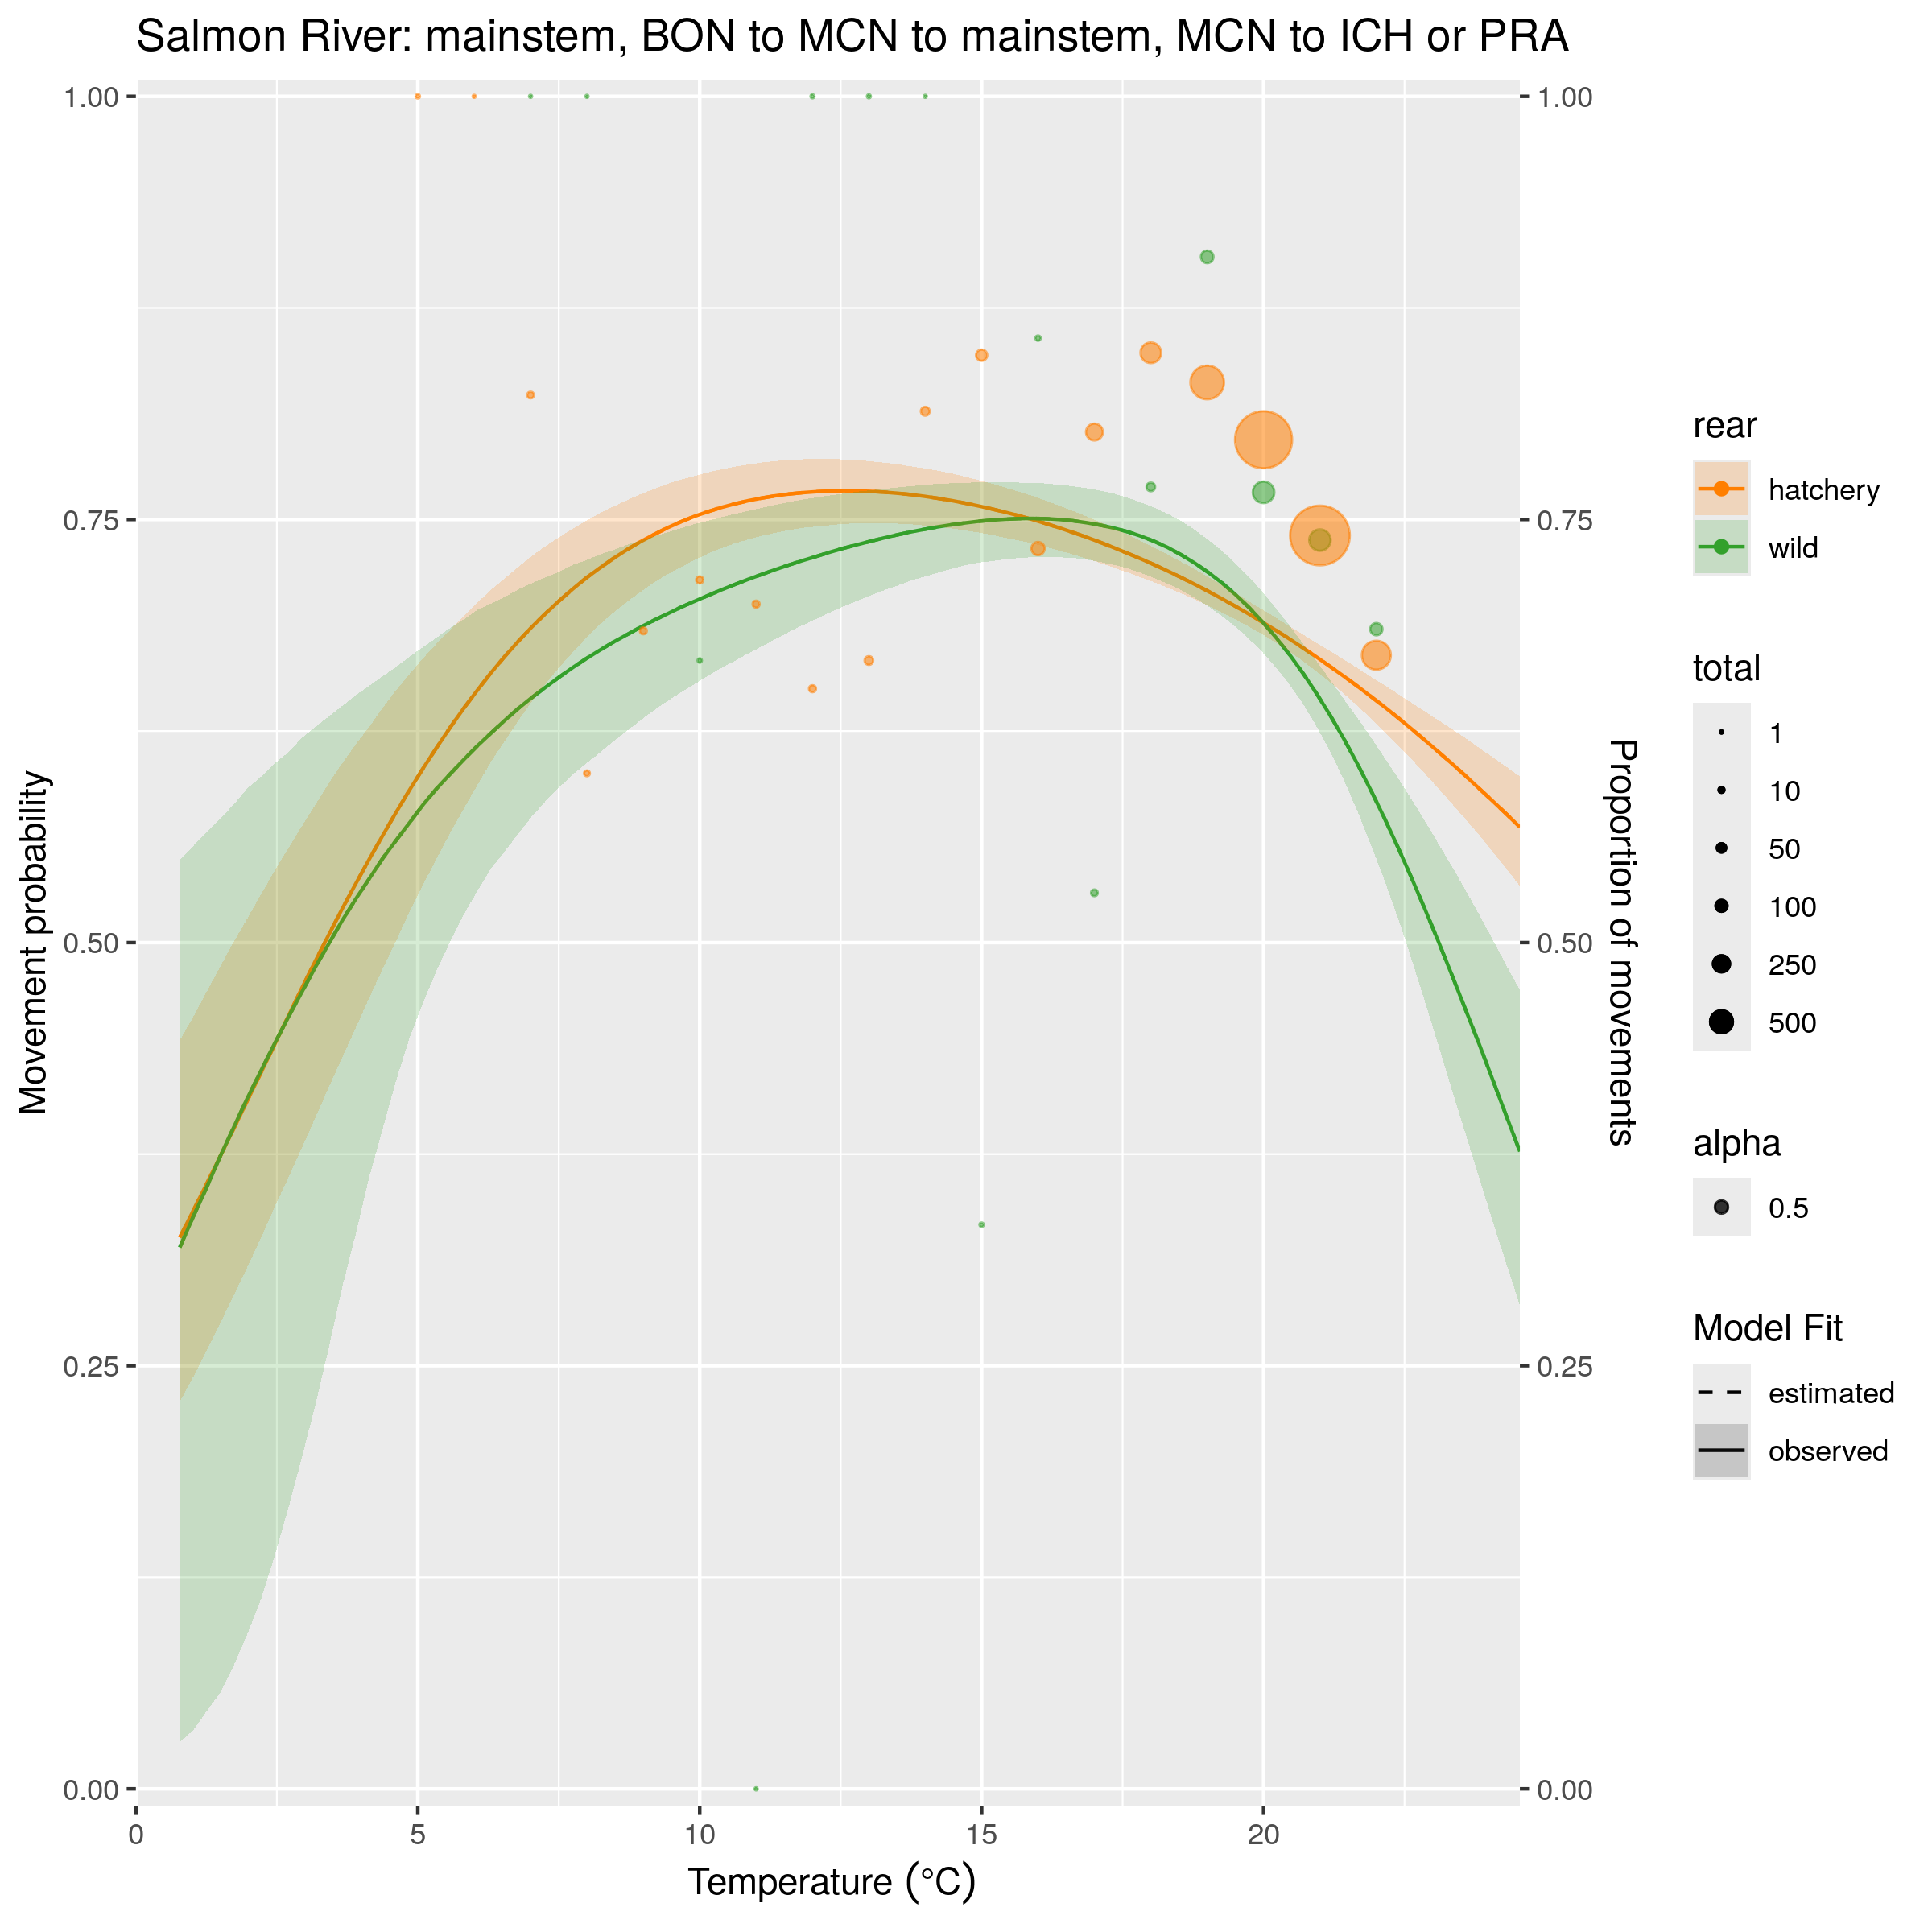 Salmon River: mainstem, BON to MCN to mainstem, MCN to ICH or PRA
Movement probability
1.00
0.75
0.50
0.25
0.00
0
5
10
15
20
Temperature (°C)
1.00
0.75
0.50
0.25
0.00
Proportion of movements
rear
hatchery
wild
total
1
10
50
100
250
500
alpha
0.5
Model Fit
estimated
observed